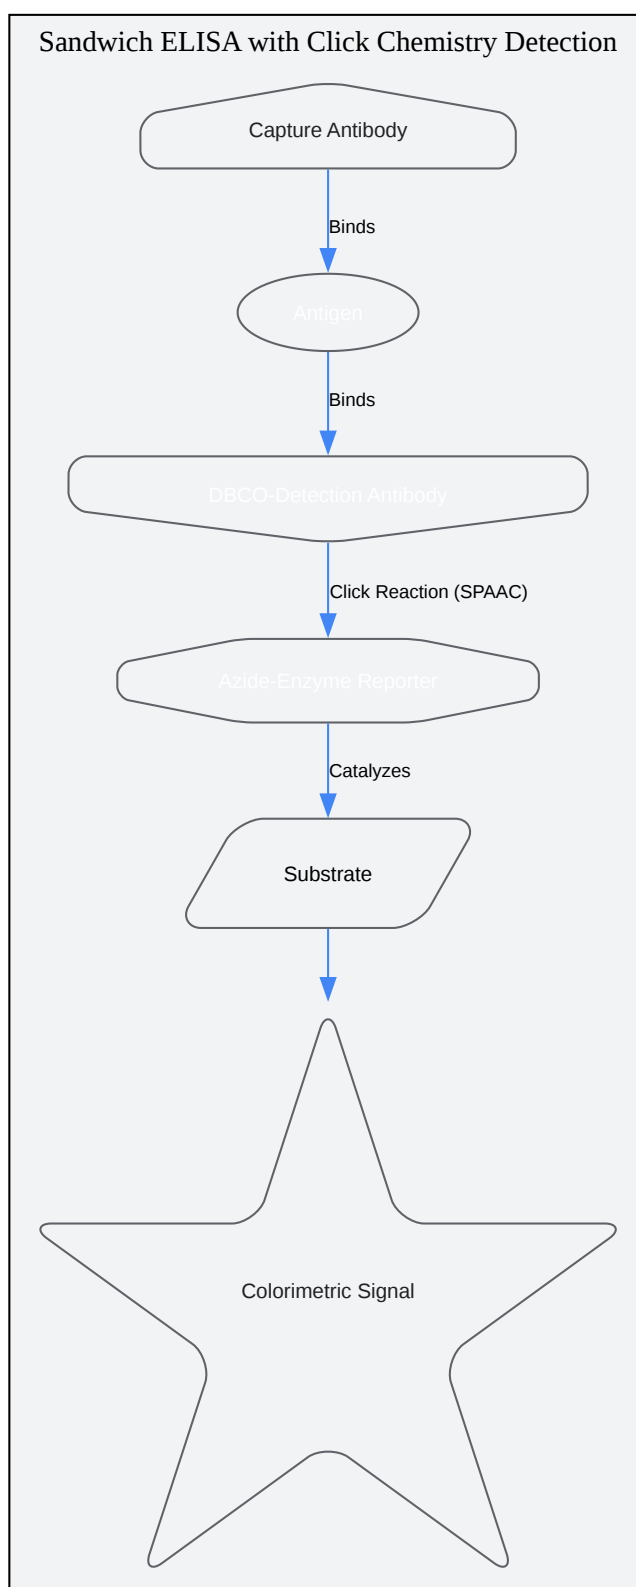 Sandwich ELISA with Click Chemistry Detection
Capture Antibody
Binds
Antigen
Binds
DBCO-Detection Antibody
Click Reaction (SPAAC)
Azide-Enzyme Reporter
Catalyzes
Substrate
Colorimetric Signal